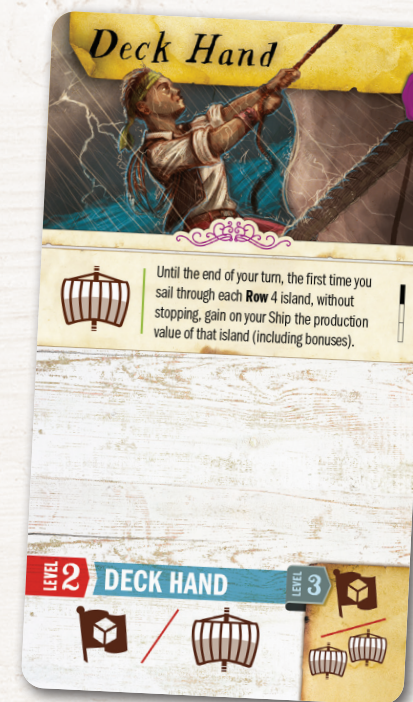 Deck Hand
Until the end of your turn, the first time you
sail through each Row 4 island, without
stopping, gain on your Ship the production
value of that island (including bonuses).
LEVEL 2 DECK HAND LEVEL 3